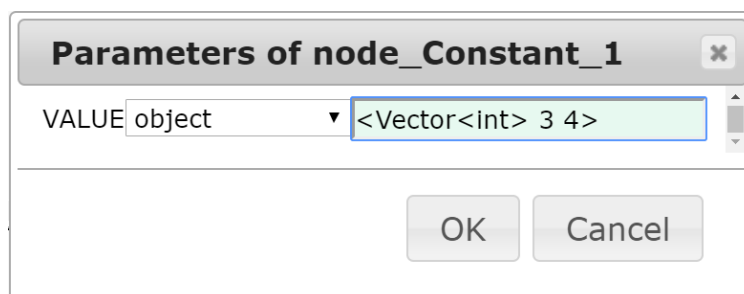 Parameters of node_Constant_1
VALUE object <Vector<int> 3 4>
OK Cancel